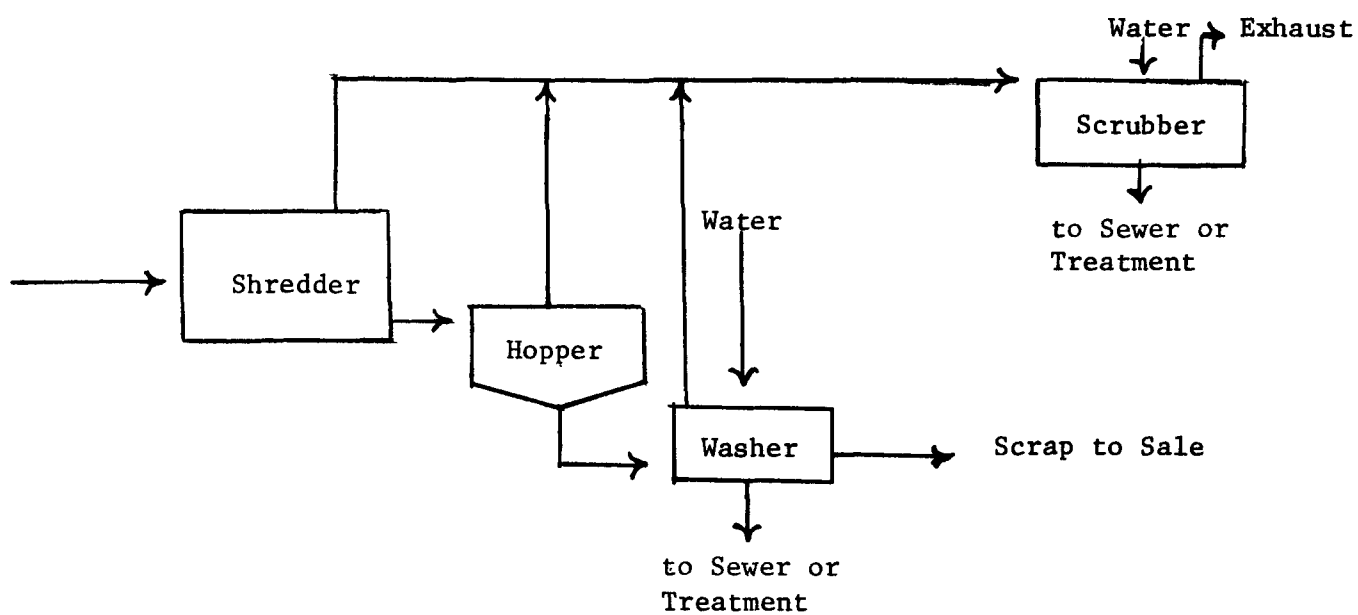 Water Exhaust
Scrubber
Water
to Sewer or
Treatment
Shredder
Hopper
Washer
Scrap to Sale
to Sewer or
Treatment